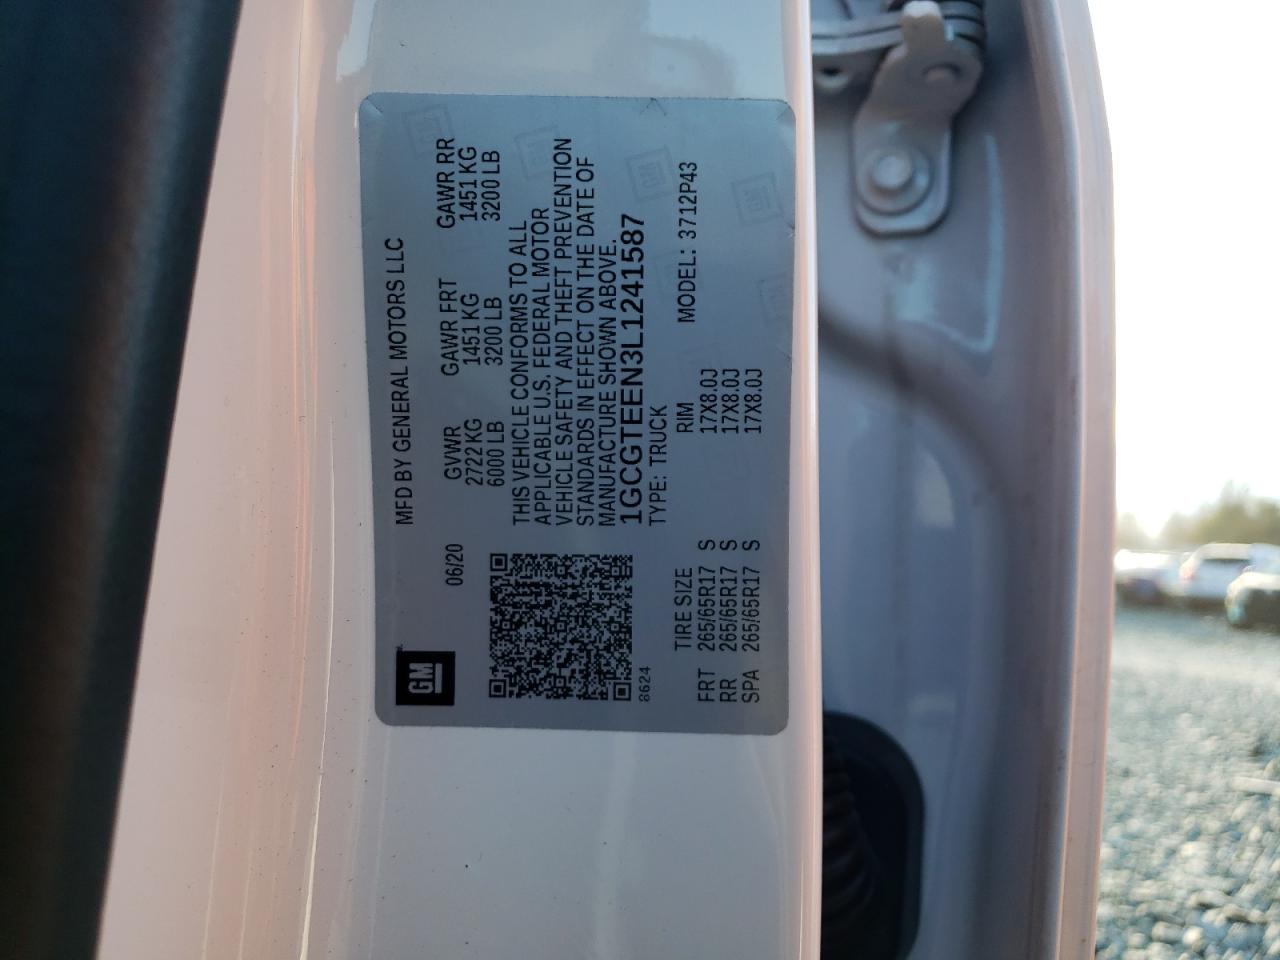 MFD BY GENERAL MOTORS LLC
06/20
GVWR GAWR FRT GAWR RR
2722 KG 1451 KG 1451 KG
6000 LB 3200 LB 3200 LB
THIS VEHICLE CONFORMS TO ALL
APPLICABLE U.S. FEDERAL MOTOR
VEHICLE SAFETY AND THEFT PREVENTION
STANDARDS IN EFFECT ON THE DATE OF
MANUFACTURE SHOWN ABOVE.
1GCGTEEN3L1241587
TYPE: TRUCK MODEL: 3712P43
GM
8624
TIRE SIZE RIM
FRT 265/65R17 S 17X8.0J
RR 265/65R17 S 17X8.0J
SPA 265/65R17 S 17X8.0J